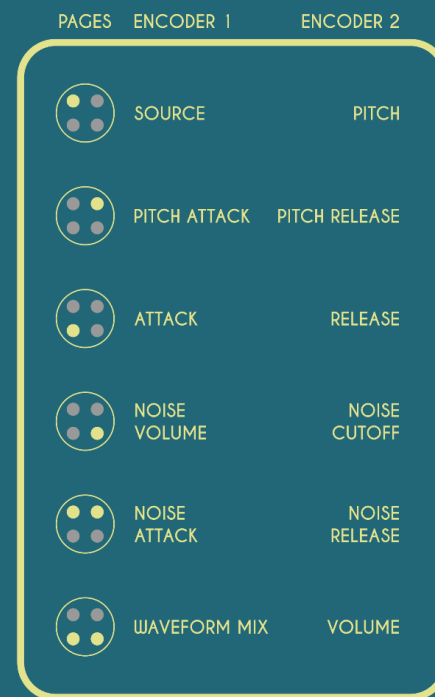 PAGES ENCODER 1 ENCODER 2
SOURCE PITCH
PITCH ATTACK PITCH RELEASE
ATTACK RELEASE
NOISE NOISE
VOLUME CUTOFF
NOISE NOISE
ATTACK RELEASE
WAVEFORM MIX VOLUME